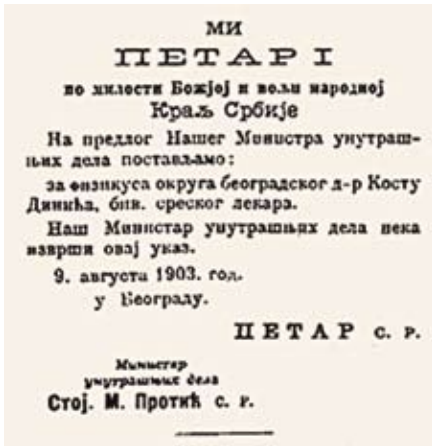 МИ
ПЕТАР I
по милости Божјој и вољи народној
Краљ Србије
На предлог Нашег Министра унутраш-
њих дела постављамо:
за физикуса округа београдског д-р Косту
Динића, бив. среског лекара.
Наш Министар унутрашњих дела нека
изврши овај указ.
9. августа 1903. год.
у Београду.
ПЕТАР с. р.
Министар
унутрашњих дела
Стој. М. Протић с. р.